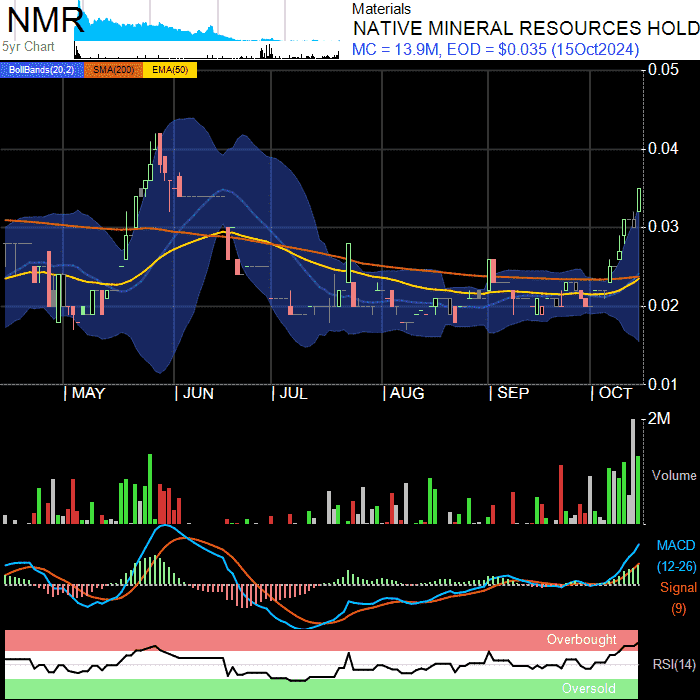 NMR
5yr Chart
Materials
NATIVE MINERAL RESOURCES HOLD
MC = 13.9M, EOD = $0.035 (15Oct2024)
BollBands(20,2) SMA(200) EMA(50)
0.05
0.04
0.03
0.02
0.01
| MAY | JUN | JUL | AUG | SEP | OCT
2M
Volume
MACD
(12-26)
Signal
(9)
Overbought
RSI(14)
Oversold